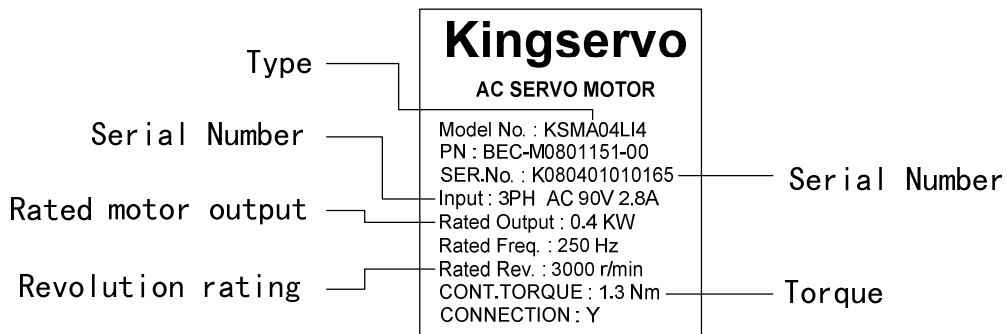 Kingservo
AC SERVO MOTOR
Type
Model No. : KSMA04LI4
PN : BEC-M0801151-00
SER.No. : K080401010165
Serial Number
Serial Number
Input : 3PH  AC 90V 2.8A
Rated motor output
Rated Output : 0.4 KW
Rated Freq. : 250 Hz
Revolution rating
Rated Rev. : 3000 r/min
CONT.TORQUE : 1.3 Nm
Torque
CONNECTION : Y